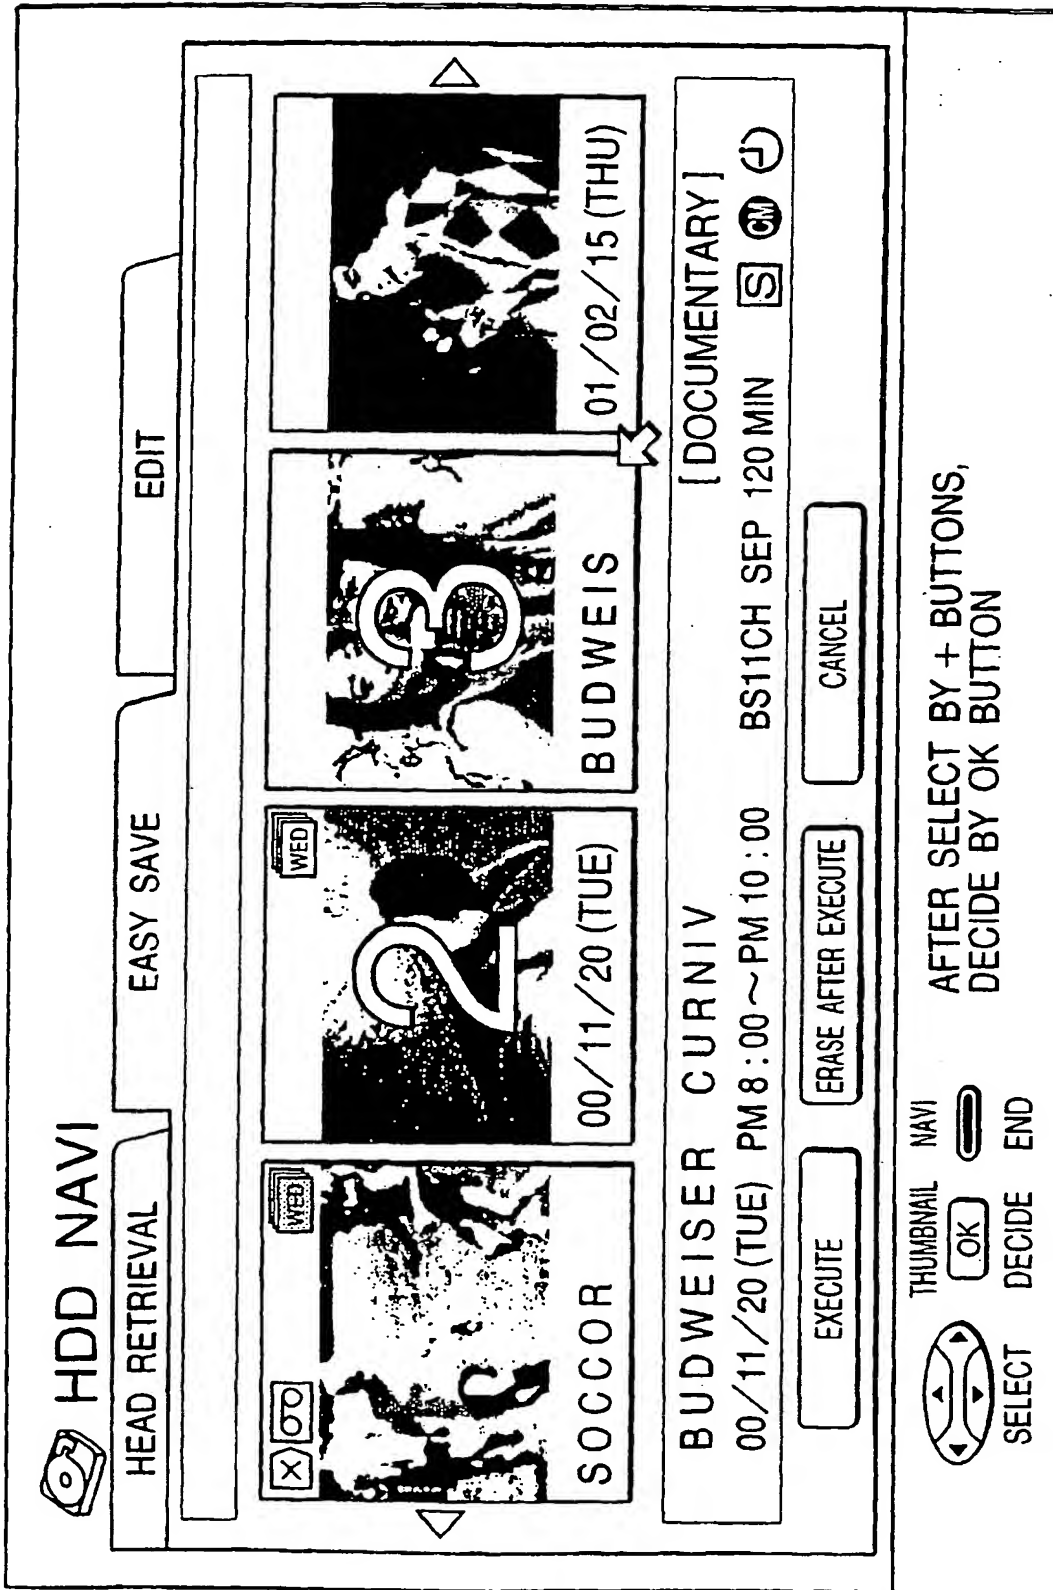 HDD NAVI
HEAD RETRIEVAL
EASY SAVE
EDIT
WED
WED
2
3
SOCCOR
00/11/20 (TUE)
BUDWEIS
01/02/15 (THU)
BUDWEISER CURNIV [DOCUMENTARY]
00/11/20 (TUE) PM 8:00~PM 10:00 BS11CH SEP 120 MIN S CM
EXECUTE
ERASE AFTER EXECUTE
CANCEL
THUMBNAIL NAVI
OK
SELECT DECIDE END
AFTER SELECT BY + BUTTONS,
DECIDE BY OK BUTTON